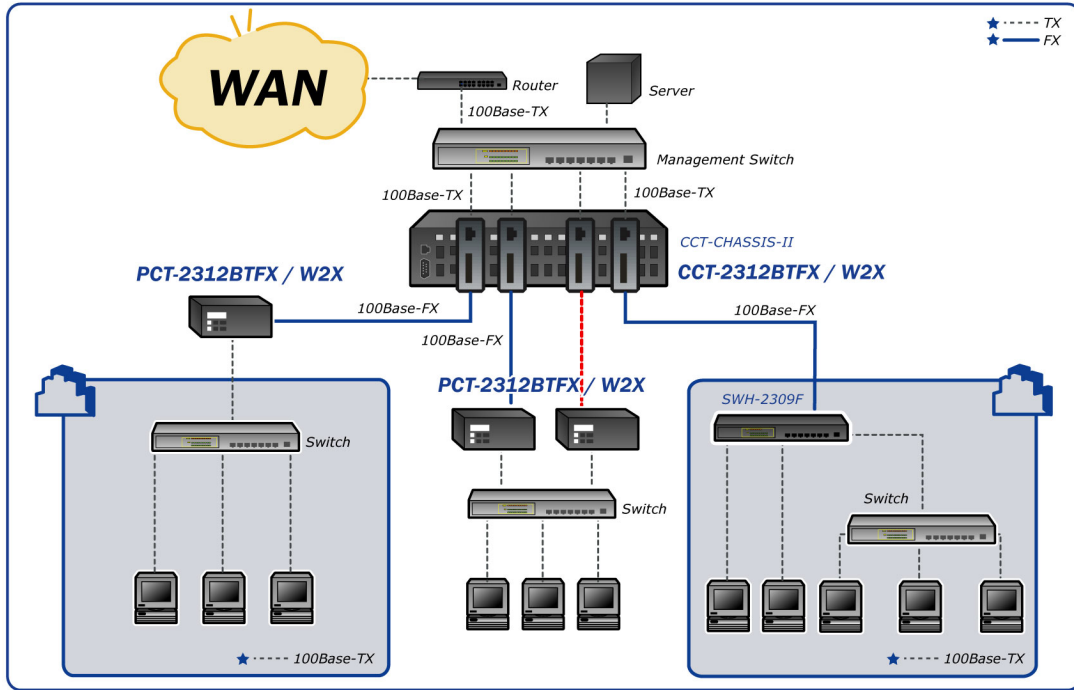 TX
FX
WAN
Router
Server
100Base-TX
Management Switch
100Base-TX
100Base-TX
CCT-CHASSIS-II
PCT-2312BTFX / W2X
CCT-2312BTFX / W2X
100Base-FX
100Base-FX
100Base-FX
PCT-2312BTFX / W2X
SWH-2309F
Switch
Switch
Switch
100Base-TX
100Base-TX